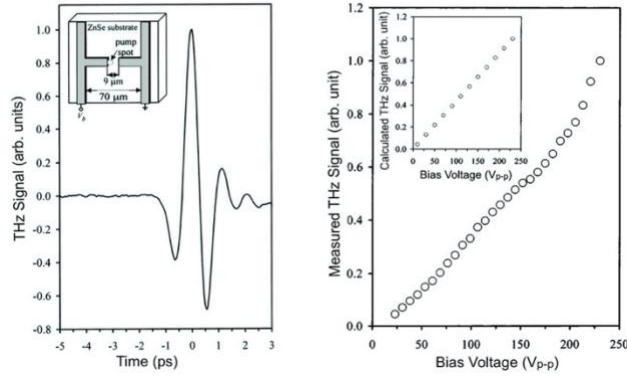 THz Signal (arb. units)
1.0
0.8
0.6
0.4
0.2
0.0
-0.2
-0.4
-0.6
-0.8
ZnSe substrate
pump
spot
9 μm
70 μm
V_b
-5 -4 -3 -2 -1 0 1 2 3
Time (ps)
Measured THz Signal (arb. unit)
1.0
0.8
0.6
0.4
0.2
0.0
Calculated THz Signal (arb. unit)
1.2
1.0
0.8
0.6
0.4
0.2
0.0
0 50 100 150 200 250
Bias Voltage (Vp-p)
0 50 100 150 200 250
Bias Voltage (Vp-p)